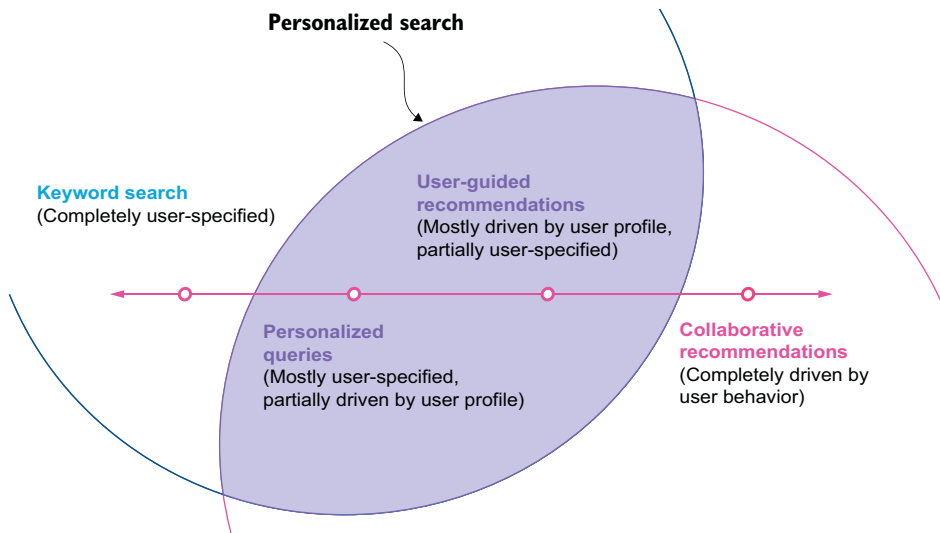 Personalized search
Keyword search
(Completely user-specified)
User-guided
recommendations
(Mostly driven by user profile,
partially user-specified)
Personalized
queries
(Mostly user-specified,
partially driven by user profile)
Collaborative
recommendations
(Completely driven by
user behavior)